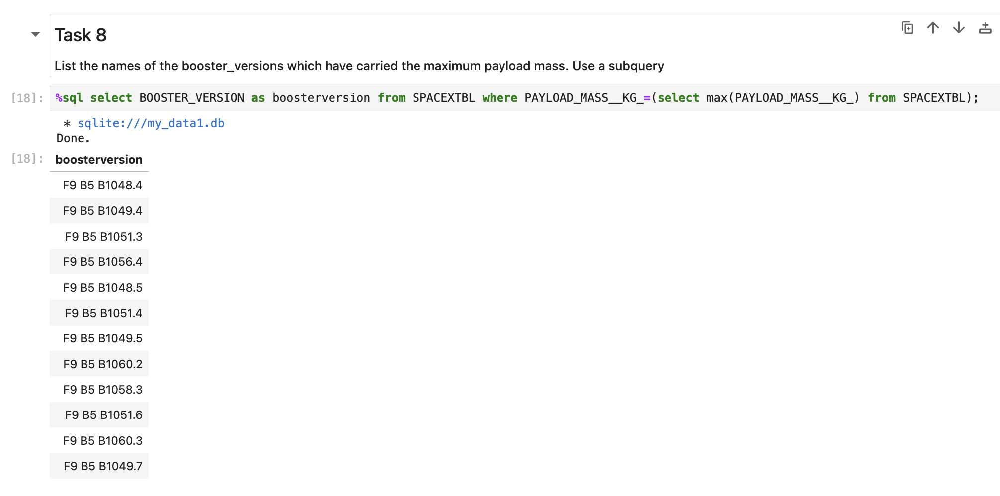 Task 8
List the names of the booster_versions which have carried the maximum payload mass. Use a subquery
[18]: %sql select BOOSTER_VERSION as boosterversion from SPACEXTBL where PAYLOAD_MASS__KG_=(select max(PAYLOAD_MASS__KG_) from SPACEXTBL);
* sqlite:///my_data1.db
Done.
[18]: boosterversion
F9 B5 B1048.4
F9 B5 B1049.4
F9 B5 B1051.3
F9 B5 B1056.4
F9 B5 B1048.5
F9 B5 B1051.4
F9 B5 B1049.5
F9 B5 B1060.2
F9 B5 B1058.3
F9 B5 B1051.6
F9 B5 B1060.3
F9 B5 B1049.7